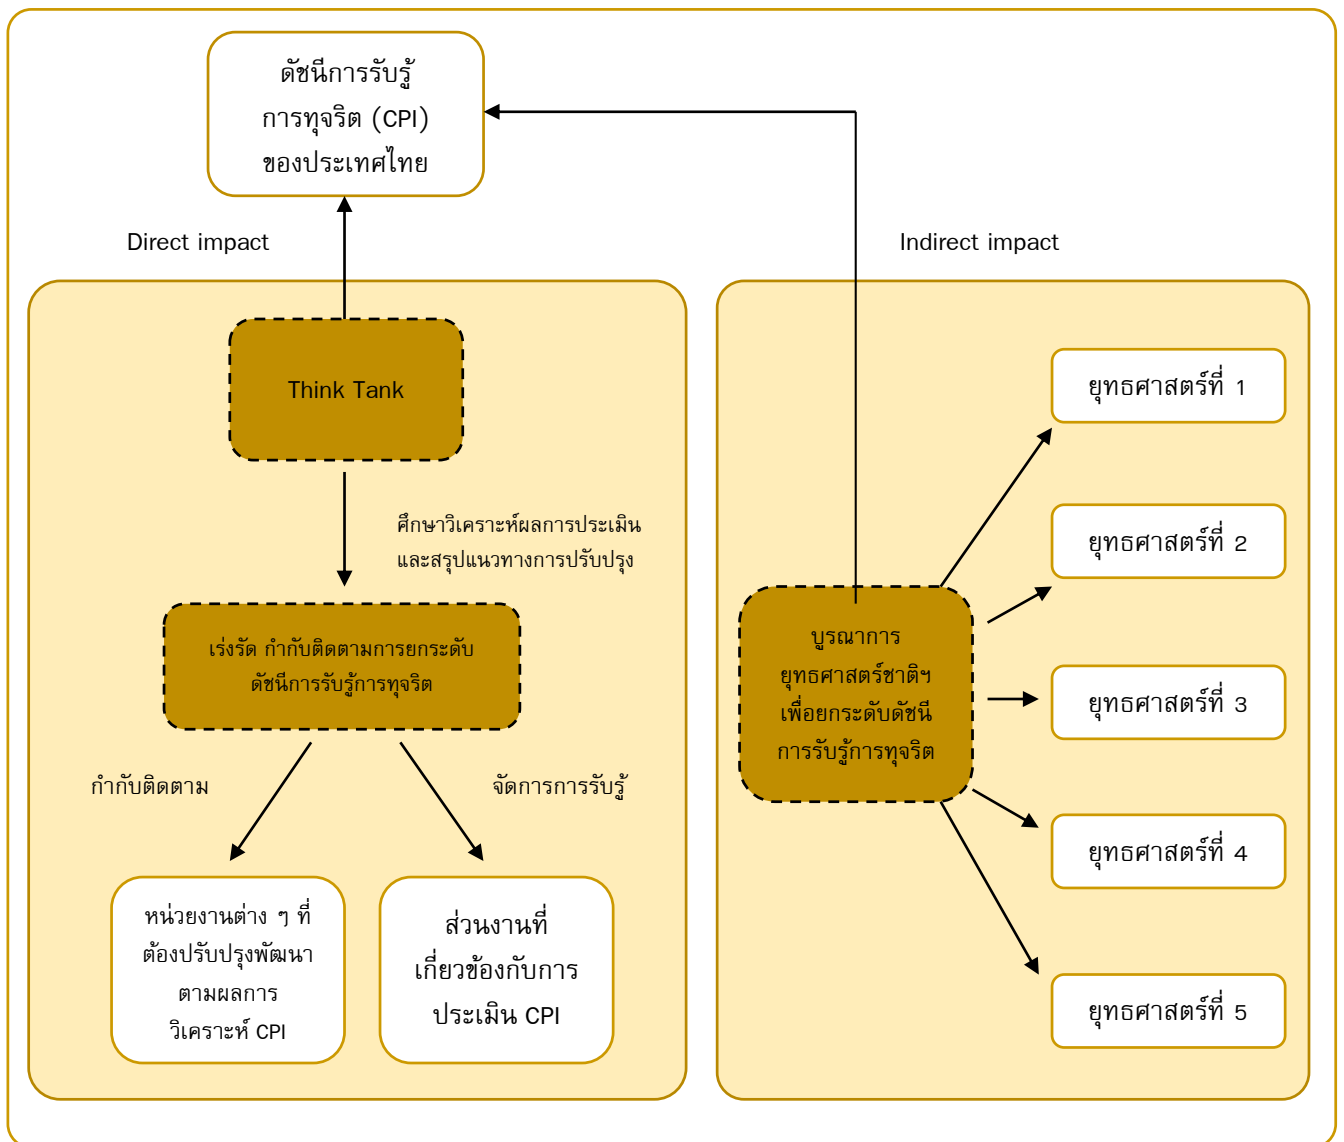 ดัชนีการรับรู้
การทุจริต (CPI)
ของประเทศไทย
Direct impact
Indirect impact
Think Tank
ศึกษาวิเคราะห์ผลการประเมิน
และสรุปแนวทางการปรับปรุง
เร่งรัด กำกับติดตามการยกระดับ
ดัชนีการรับรู้การทุจริต
กำกับติดตาม
จัดการการรับรู้
หน่วยงานต่าง ๆ ที่
ต้องปรับปรุงพัฒนา
ตามผลการ
วิเคราะห์ CPI
ส่วนงานที่
เกี่ยวข้องกับการ
ประเมิน CPI
บูรณาการ
ยุทธศาสตร์ชาติฯ
เพื่อยกระดับดัชนี
การรับรู้การทุจริต
ยุทธศาสตร์ที่ 1
ยุทธศาสตร์ที่ 2
ยุทธศาสตร์ที่ 3
ยุทธศาสตร์ที่ 4
ยุทธศาสตร์ที่ 5